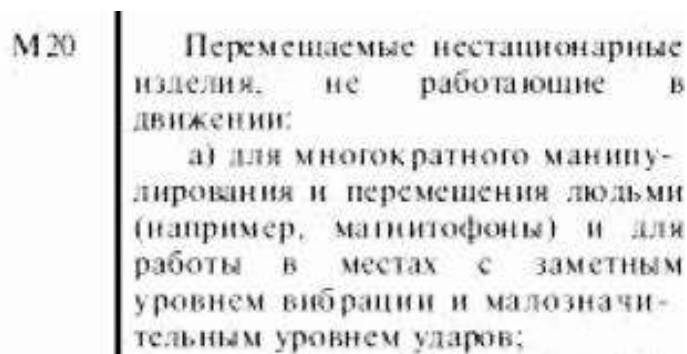 М20 Перемещаемые нестационарные
изделия, не работающие в
движении:
а) для многократного манипу-
лирования и перемещения людьми
(например, магнитофоны) и для
работы в местах с заметным
уровнем вибрации и малозначи-
тельным уровнем ударов;